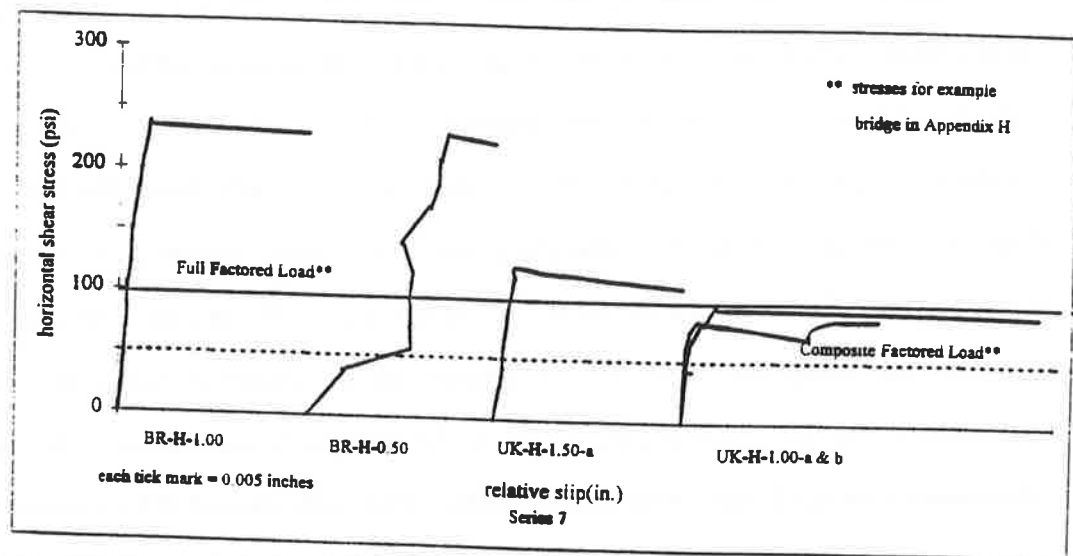 300
200
100
0
horizontal shear stress (psi)
** stresses for example
bridge in Appendix H
Full Factored Load**
Composite Factored Load**
BR-H-1.00
BR-H-0.50
UK-H-1.50-a
UK-H-1.00-a & b
each tick mark = 0.005 inches
relative slip(in.)
Series 7